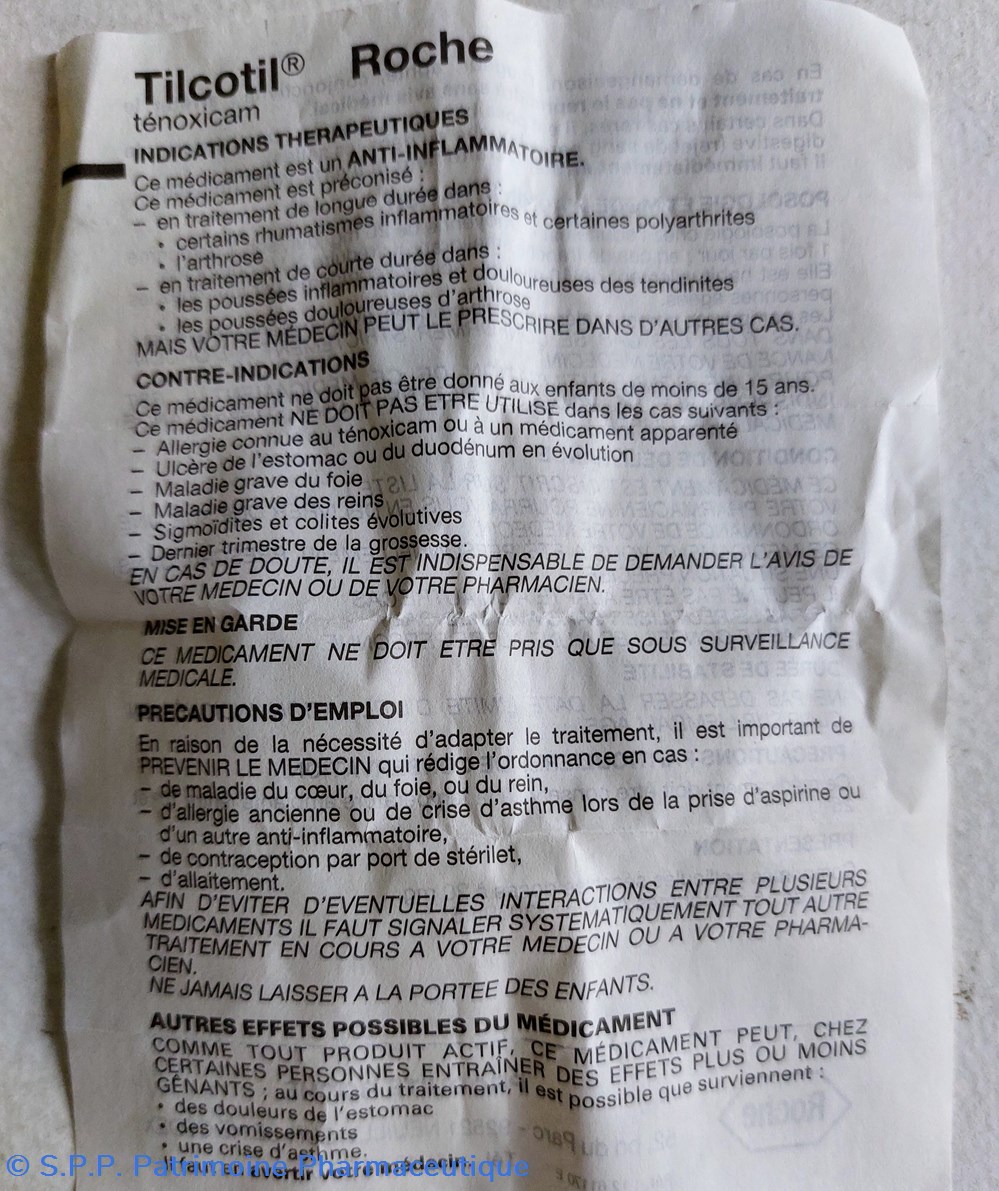 Tilcotil® Roche
ténoxicam
INDICATIONS THERAPEUTIQUES
Ce médicament est un ANTI-INFLAMMATOIRE.
Ce médicament est préconisé :
– en traitement de longue durée dans :
• certains rhumatismes inflammatoires et certaines polyarthrites
• l'arthrose
– en traitement de courte durée dans :
• les poussées inflammatoires et douloureuses des tendinites
• les poussées douloureuses d'arthrose
MAIS VOTRE MÉDECIN PEUT LE PRESCRIRE DANS D'AUTRES CAS.
CONTRE-INDICATIONS
Ce médicament ne doit pas être donné aux enfants de moins de 15 ans.
Ce médicament NE DOIT PAS ETRE UTILISE dans les cas suivants :
– Allergie connue au ténoxicam ou à un médicament apparenté
– Ulcère de l'estomac ou du duodénum en évolution
– Maladie grave du foie
– Maladie grave des reins
– Sigmoïdites et colites évolutives
– Dernier trimestre de la grossesse.
EN CAS DE DOUTE, IL EST INDISPENSABLE DE DEMANDER L'AVIS DE
VOTRE MEDECIN OU DE VOTRE PHARMACIEN.
MISE EN GARDE
CE MEDICAMENT NE DOIT ETRE PRIS QUE SOUS SURVEILLANCE
MEDICALE.
PRECAUTIONS D'EMPLOI
En raison de la nécessité d'adapter le traitement, il est important de
PREVENIR LE MEDECIN qui rédige l'ordonnance en cas :
– de maladie du cœur, du foie, ou du rein,
– d'allergie ancienne ou de crise d'asthme lors de la prise d'aspirine ou
d'un autre anti-inflammatoire,
– de contraception par port de stérilet,
– d'allaitement.
AFIN D'EVITER D'EVENTUELLES INTERACTIONS ENTRE PLUSIEURS
MEDICAMENTS IL FAUT SIGNALER SYSTEMATIQUEMENT TOUT AUTRE
TRAITEMENT EN COURS A VOTRE MEDECIN OU A VOTRE PHARMA-
CIEN.
NE JAMAIS LAISSER A LA PORTEE DES ENFANTS.
AUTRES EFFETS POSSIBLES DU MÉDICAMENT
COMME TOUT PRODUIT ACTIF, CE MÉDICAMENT PEUT, CHEZ
CERTAINES PERSONNES ENTRAÎNER DES EFFETS PLUS OU MOINS
GÊNANTS ; au cours du traitement, il est possible que surviennent :
• des douleurs de l'estomac
• des vomissements
• une crise d'asthme.
Il faut en avertir votre médecin.
© S.P.P. Patrimoine Pharmaceutique